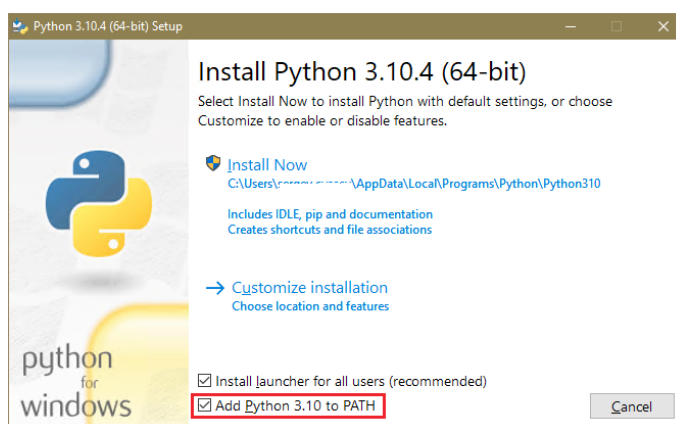 Python 3.10.4 (64-bit) Setup
Install Python 3.10.4 (64-bit)
Select Install Now to install Python with default settings, or choose
Customize to enable or disable features.
Install Now
C:\Users\ \AppData\Local\Programs\Python\Python310
Includes IDLE, pip and documentation
Creates shortcuts and file associations
Customize installation
Choose location and features
python
for
windows
Install launcher for all users (recommended)
Add Python 3.10 to PATH
Cancel